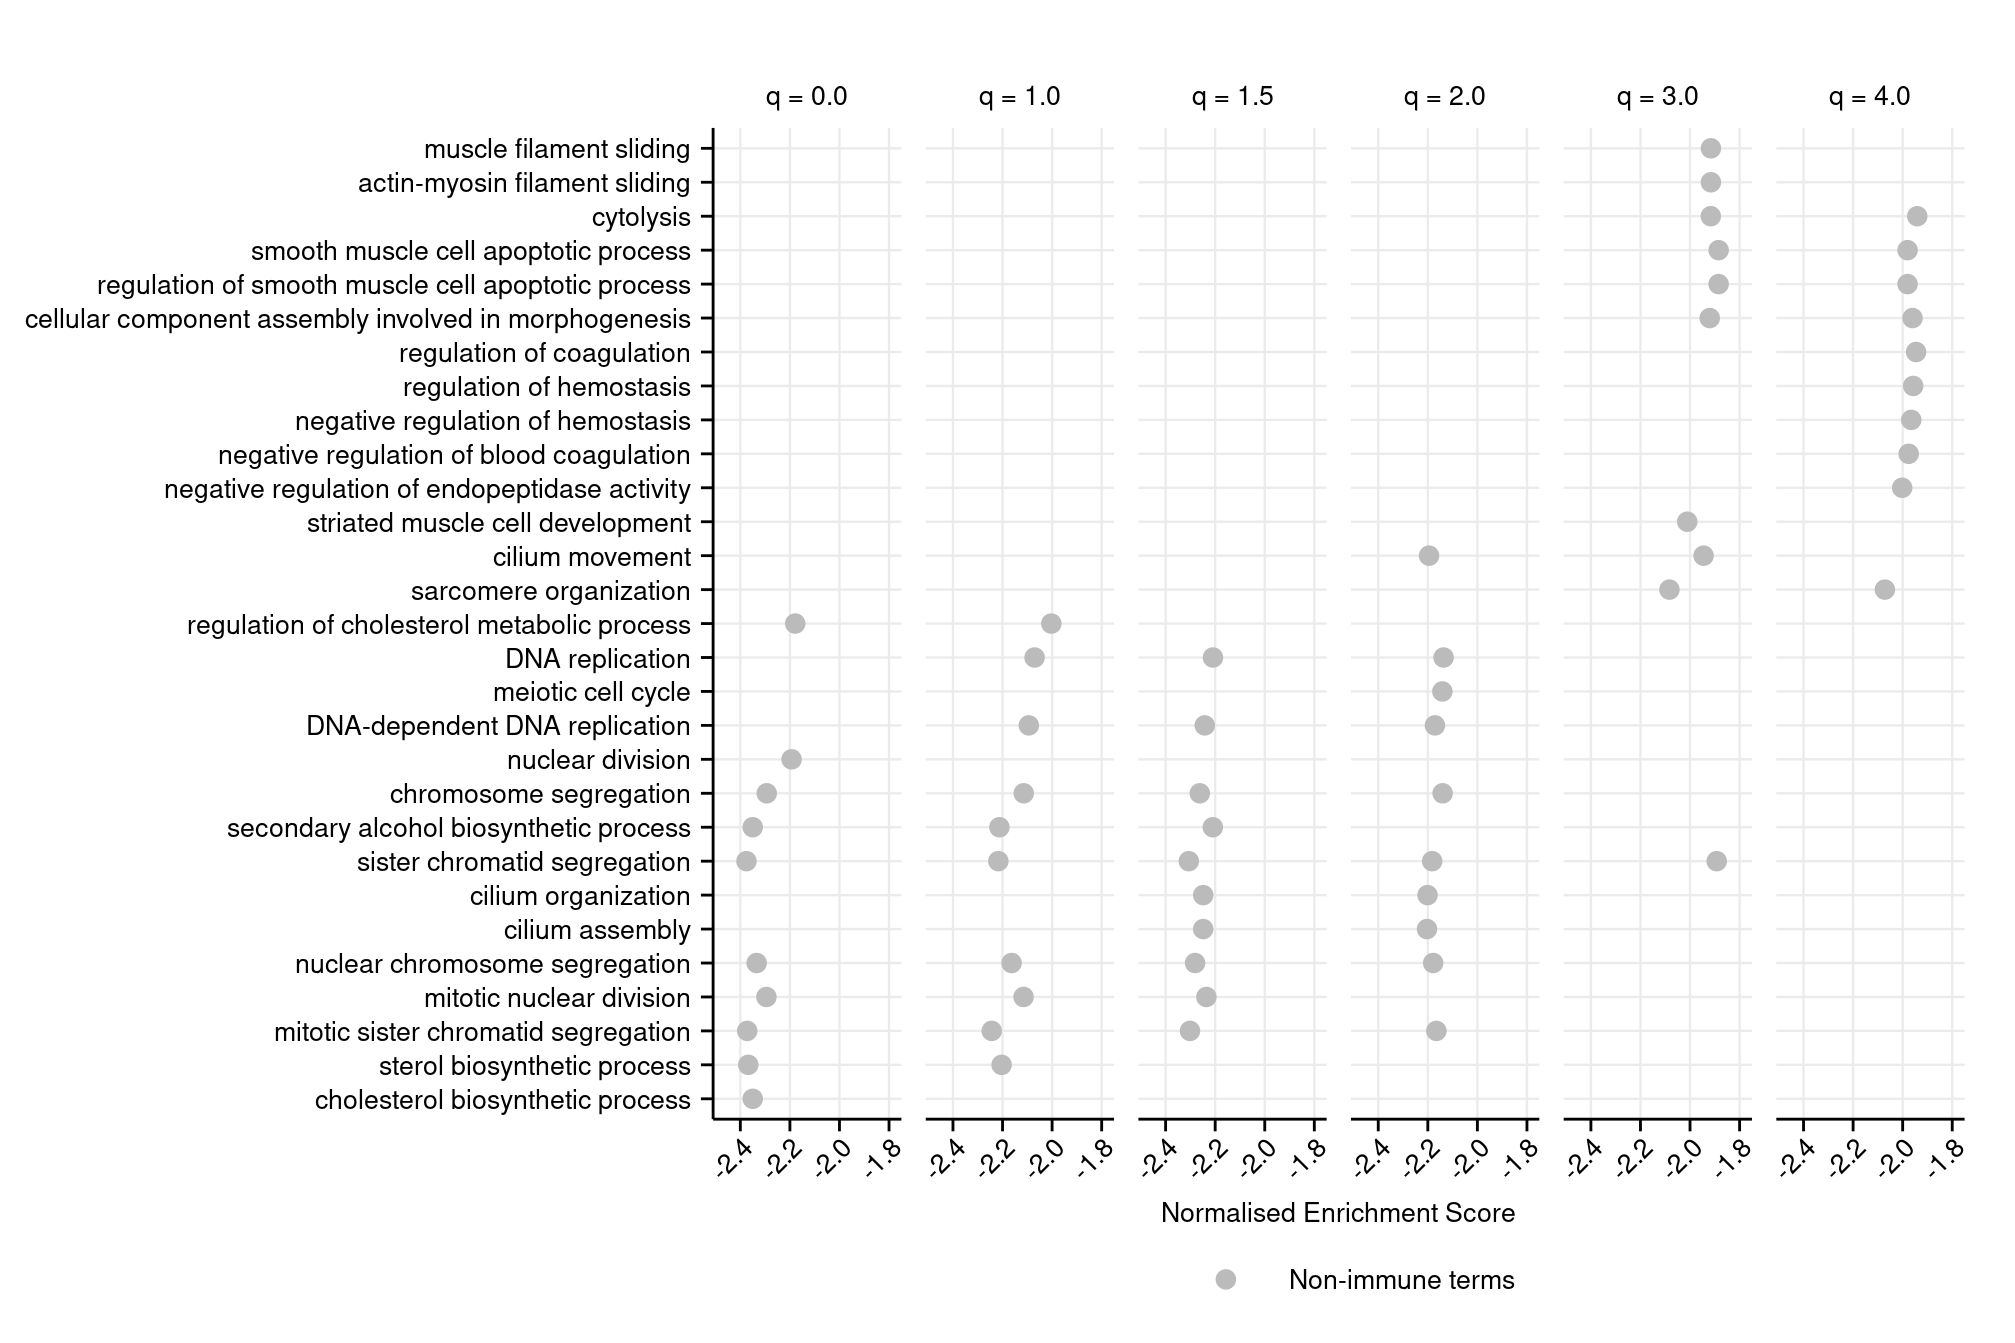 q = 0.0 q = 1.0 q = 1.5 q = 2.0 q = 3.0 q = 4.0
muscle filament sliding
actin-myosin filament sliding
cytolysis
smooth muscle cell apoptotic process
regulation of smooth muscle cell apoptotic process
cellular component assembly involved in morphogenesis
regulation of coagulation
regulation of hemostasis
negative regulation of hemostasis
negative regulation of blood coagulation
negative regulation of endopeptidase activity
striated muscle cell development
cilium movement
sarcomere organization
regulation of cholesterol metabolic process
DNA replication
meiotic cell cycle
DNA-dependent DNA replication
nuclear division
chromosome segregation
secondary alcohol biosynthetic process
sister chromatid segregation
cilium organization
cilium assembly
nuclear chromosome segregation
mitotic nuclear division
mitotic sister chromatid segregation
sterol biosynthetic process
cholesterol biosynthetic process
-2.4 -2.2 -2.0 -1.8 -2.4 -2.2 -2.0 -1.8 -2.4 -2.2 -2.0 -1.8 -2.4 -2.2 -2.0 -1.8 -2.4 -2.2 -2.0 -1.8 -2.4 -2.2 -2.0 -1.8
Normalised Enrichment Score
Non-immune terms